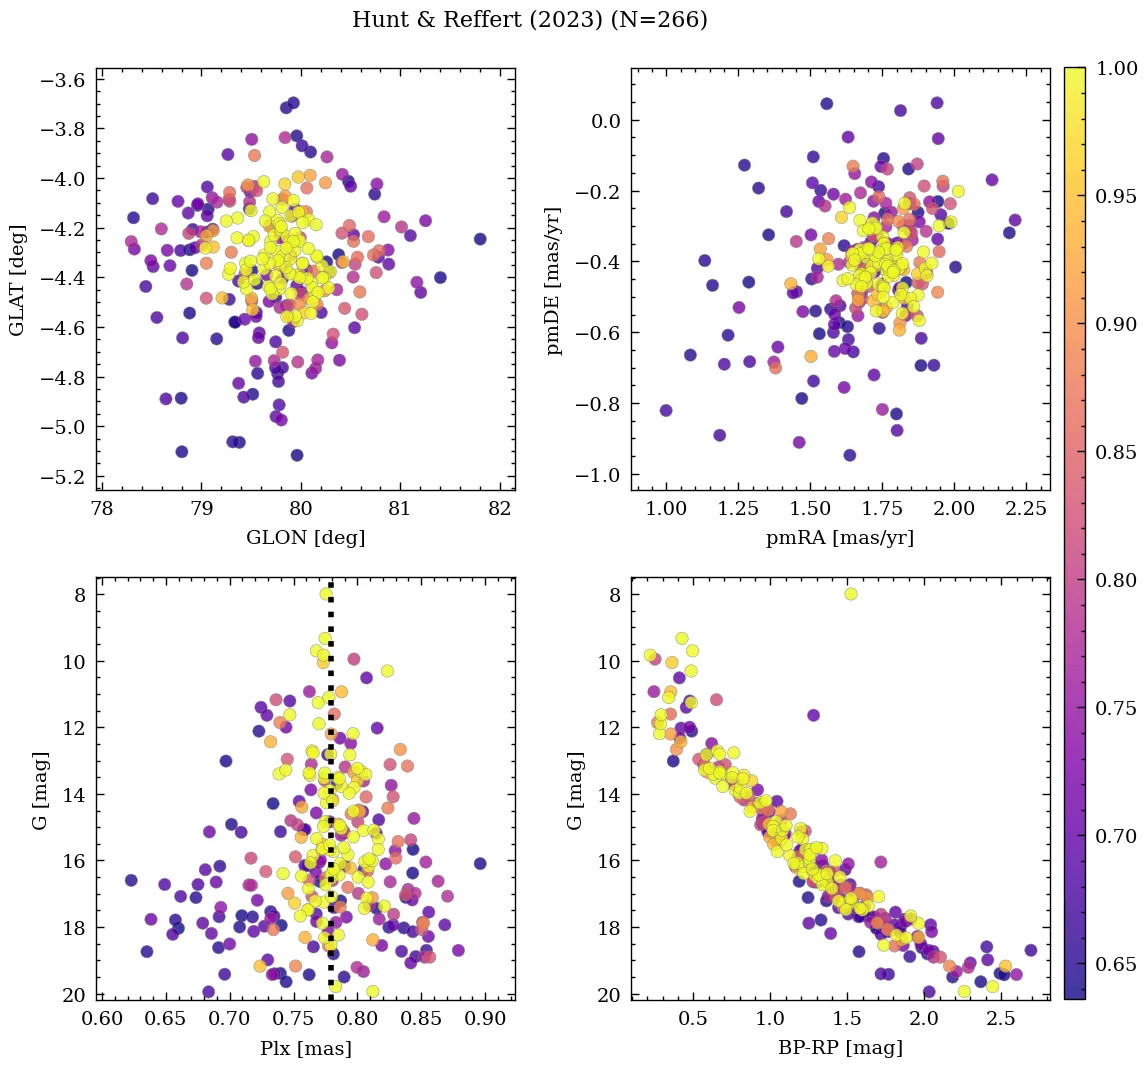 Hunt & Reffert (2023) (N=266)
−3.6
−3.8
−4.0
−4.2
−4.4
−4.6
−4.8
−5.0
−5.2
GLAT [deg]
78 79 80 81 82
GLON [deg]
0.0
−0.2
−0.4
−0.6
−0.8
−1.0
pmDE [mas/yr]
1.00 1.25 1.50 1.75 2.00 2.25
pmRA [mas/yr]
8
10
12
14
16
18
20
G [mag]
0.60 0.65 0.70 0.75 0.80 0.85 0.90
Plx [mas]
8
10
12
14
16
18
20
G [mag]
0.5 1.0 1.5 2.0 2.5
BP-RP [mag]
1.00
0.95
0.90
0.85
0.80
0.75
0.70
0.65